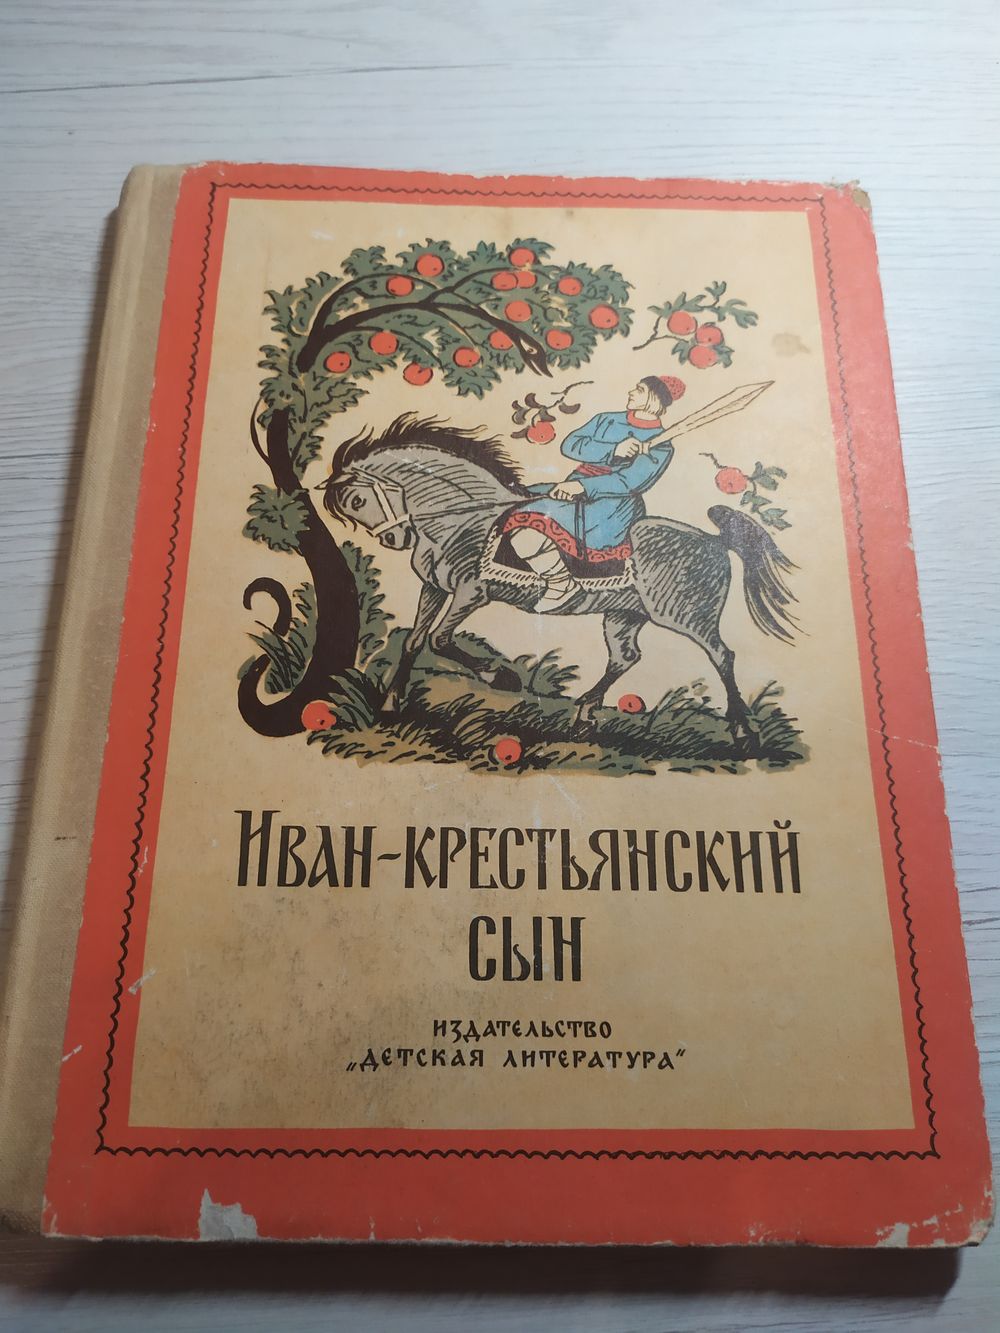 Иван-крестьянский
сын
издательство
„детская литература“